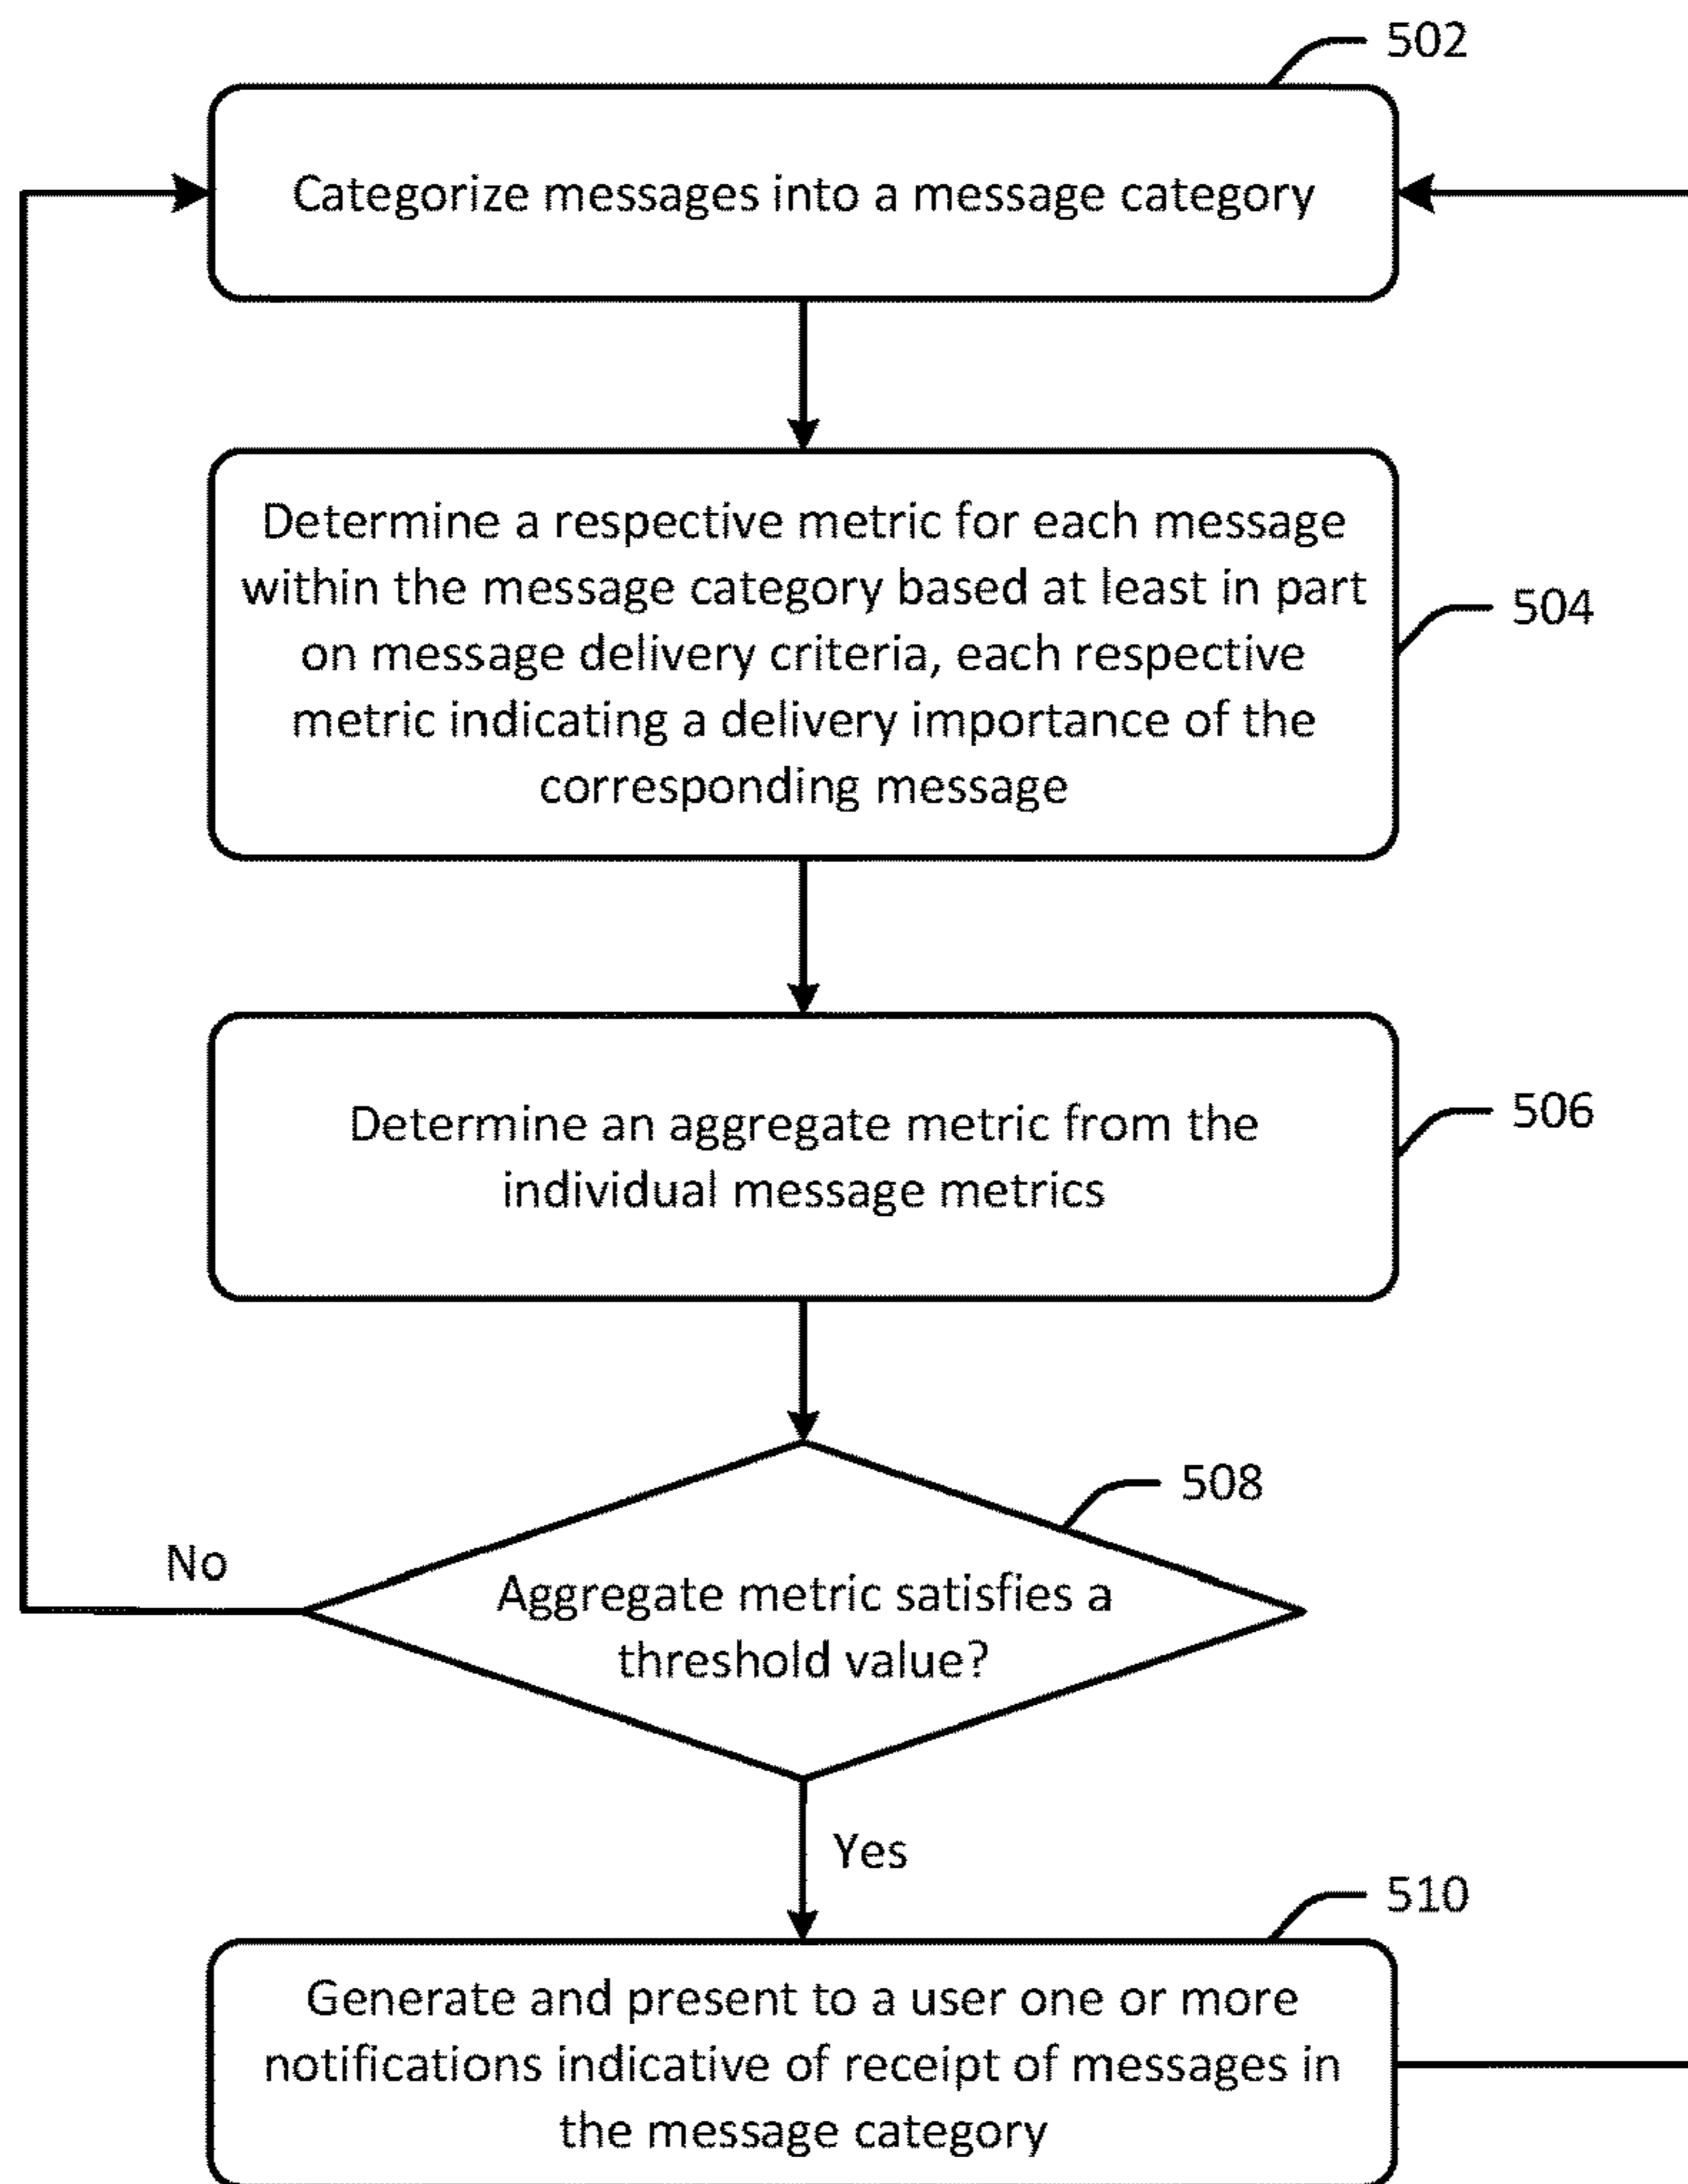 502
Categorize messages into a message category
Determine a respective metric for each message
within the message category based at least in part
on message delivery criteria, each respective
metric indicating a delivery importance of the
corresponding message
504
Determine an aggregate metric from the
individual message metrics
506
508
Aggregate metric satisfies a
threshold value?
No
Yes
510
Generate and present to a user one or more
notifications indicative of receipt of messages in
the message category